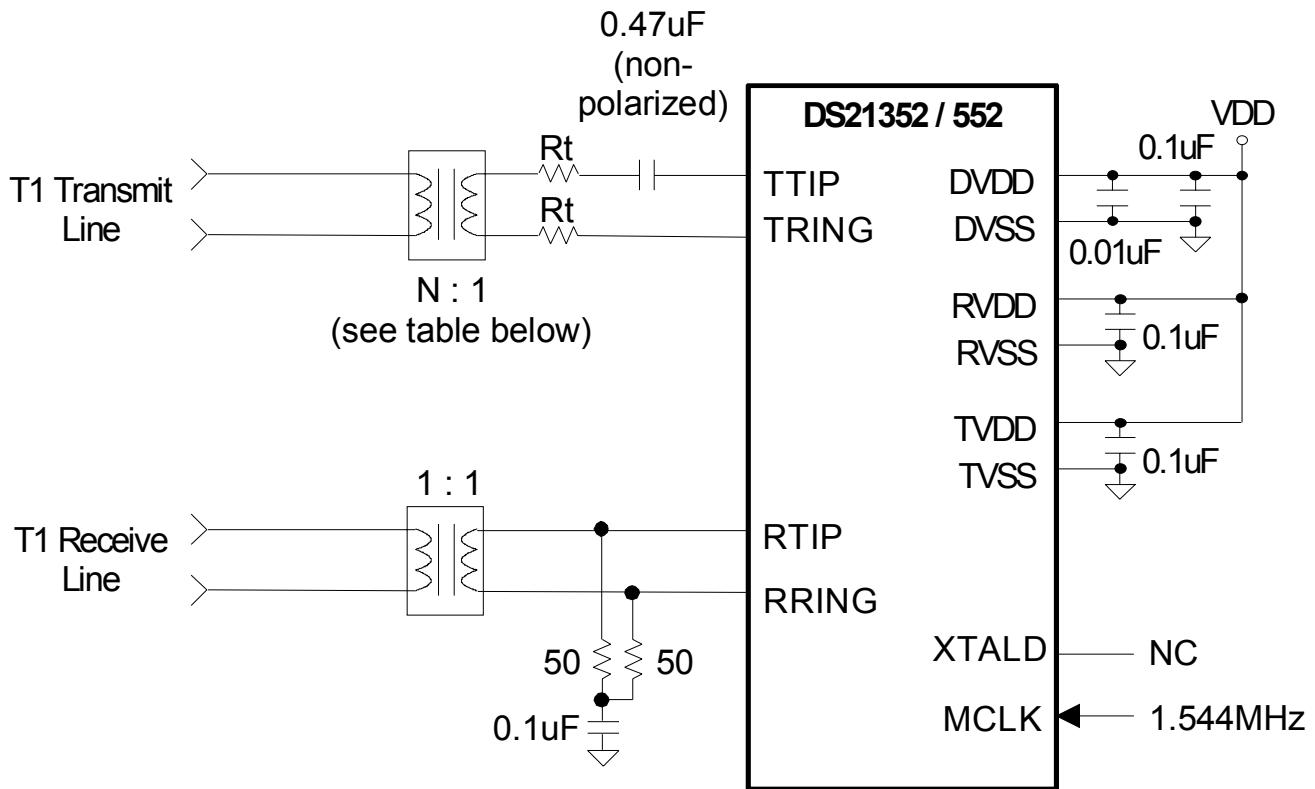 0.47uF
(non-
polarized)
DS21352 / 552
VDD
0.1uF
Rt
T1 Transmit
Line
TTIP
DVDD
Rt
TRING
DVSS
0.01uF
N : 1
(see table below)
RVDD
0.1uF
RVSS
TVDD
0.1uF
TVSS
1 : 1
T1 Receive
Line
RTIP
RRING
50
50
XTALD
NC
0.1uF
MCLK
1.544MHz